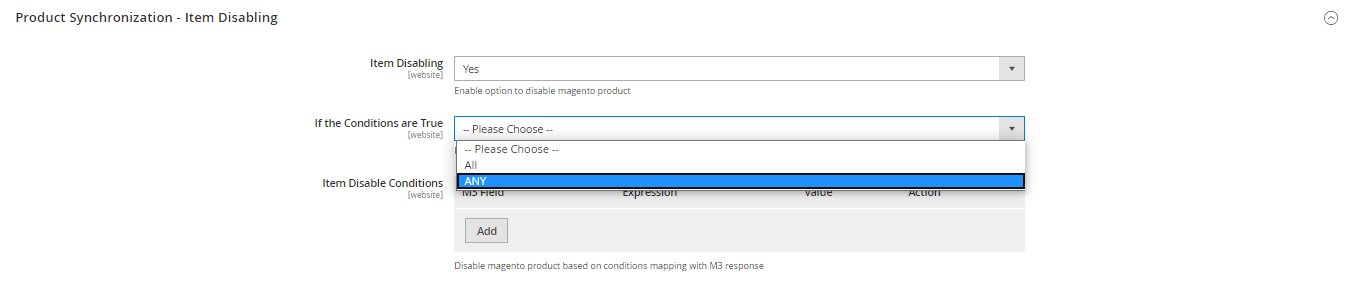 Product Synchronization - Item Disabling
Item Disabling
[website]
Yes
Enable option to disable magento product
If the Conditions are True
[website]
-- Please Choose --
-- Please Choose --
All
ANY
Item Disable Conditions
[website]
M3 Field Expression Value Action
Add
Disable magento product based on conditions mapping with M3 response